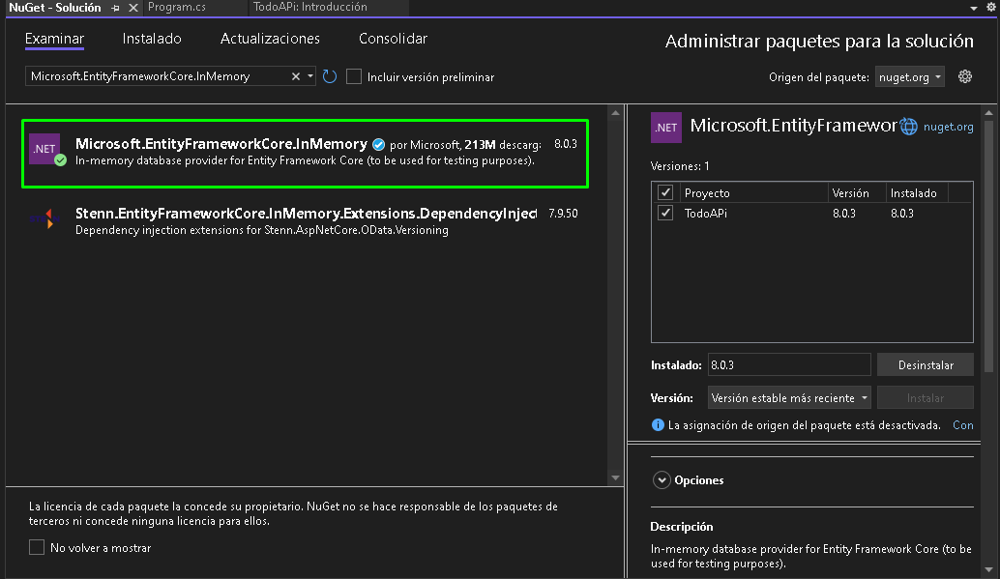 NuGet - Solución
Program.cs
TodoAPi: Introducción
Examinar
Instalado
Actualizaciones
Consolidar
Administrar paquetes para la solución
Microsoft.EntityFrameworkCore.InMemory
Incluir versión preliminar
Origen del paquete:
nuget.org
.NET
Microsoft.EntityFrameworkCore.InMemory por Microsoft, 213M descarg:
8.0.3
In-memory database provider for Entity Framework Core (to be used for testing purposes).
Stenn.EntityFrameworkCore.InMemory.Extensions.DependencyInject
7.9.50
Dependency injection extensions for Stenn.AspNetCore.OData.Versioning
La licencia de cada paquete la concede su propietario. NuGet no se hace responsable de los paquetes de
terceros ni concede ninguna licencia para ellos.
No volver a mostrar
.NET
Microsoft.EntityFramewor
nuget.org
Versiones: 1
Proyecto Versión Instalado
TodoAPi 8.0.3 8.0.3
Instalado: 8.0.3 Desinstalar
Versión: Versión estable más reciente Instalar
La asignación de origen del paquete está desactivada. Con
Opciones
Descripción
In-memory database provider for Entity Framework Core (to be
used for testing purposes).